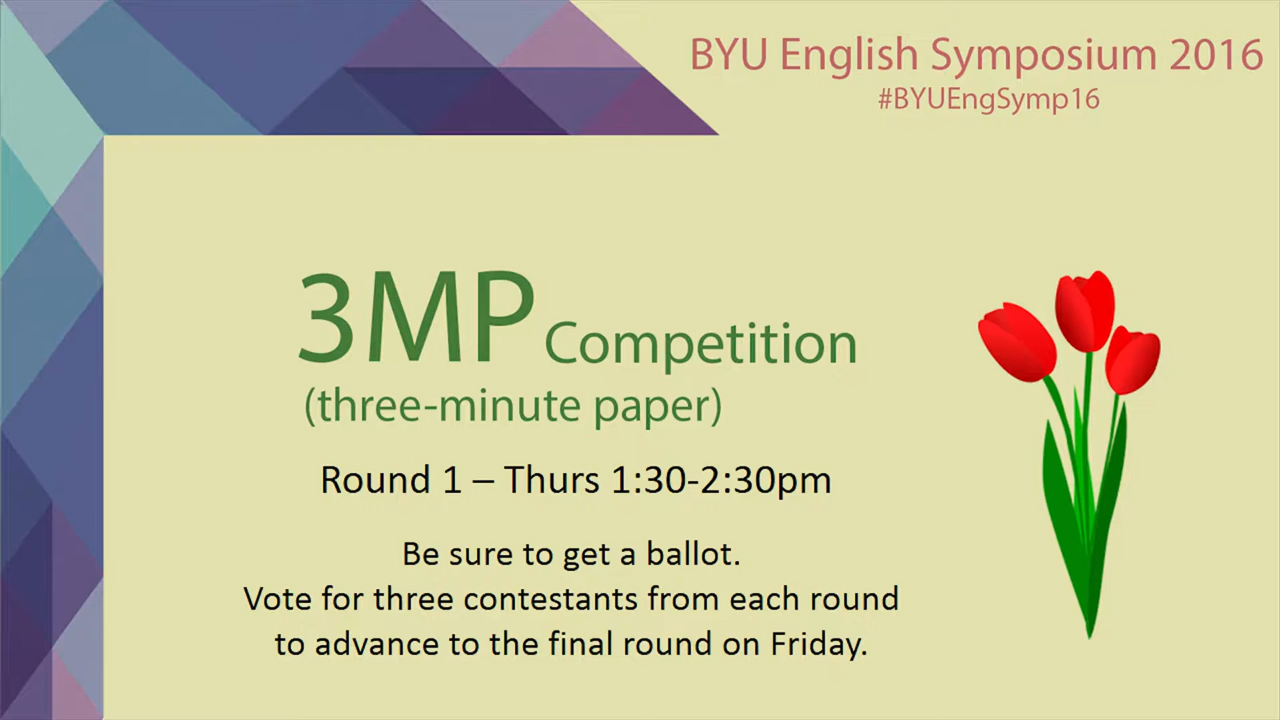 BYU English Symposium 2016
#BYUEngSymp16
3MP Competition
(three-minute paper)
Round 1 – Thurs 1:30-2:30pm
Be sure to get a ballot.
Vote for three contestants from each round
to advance to the final round on Friday.